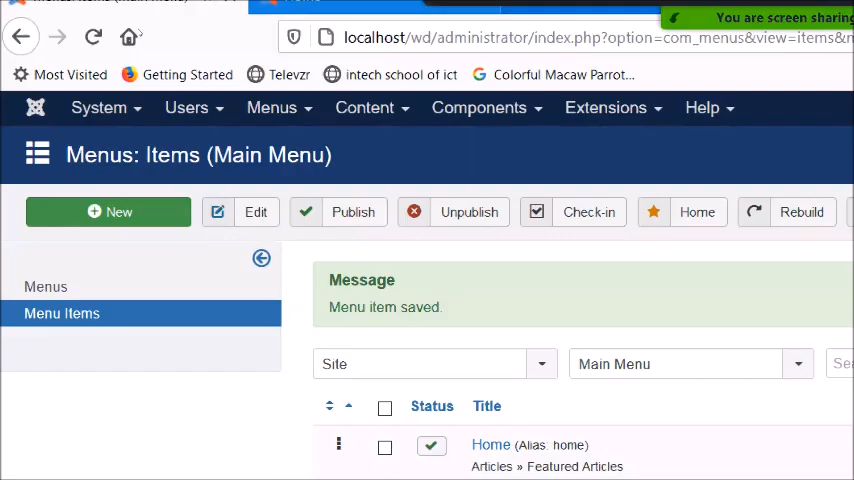 Home
You are screen sharing
localhost/wd/administrator/index.php?option=com_menus&view=items&
Most Visited Getting Started Televzr intech school of ict Colorful Macaw Parrot...
System Users Menus Content Components Extensions Help
Menus: Items (Main Menu)
New Edit Publish Unpublish Check-in Home Rebuild
Menus
Menu Items
Message
Menu item saved.
Site Main Menu Sea
Status Title
Home (Alias: home)
Articles » Featured Articles